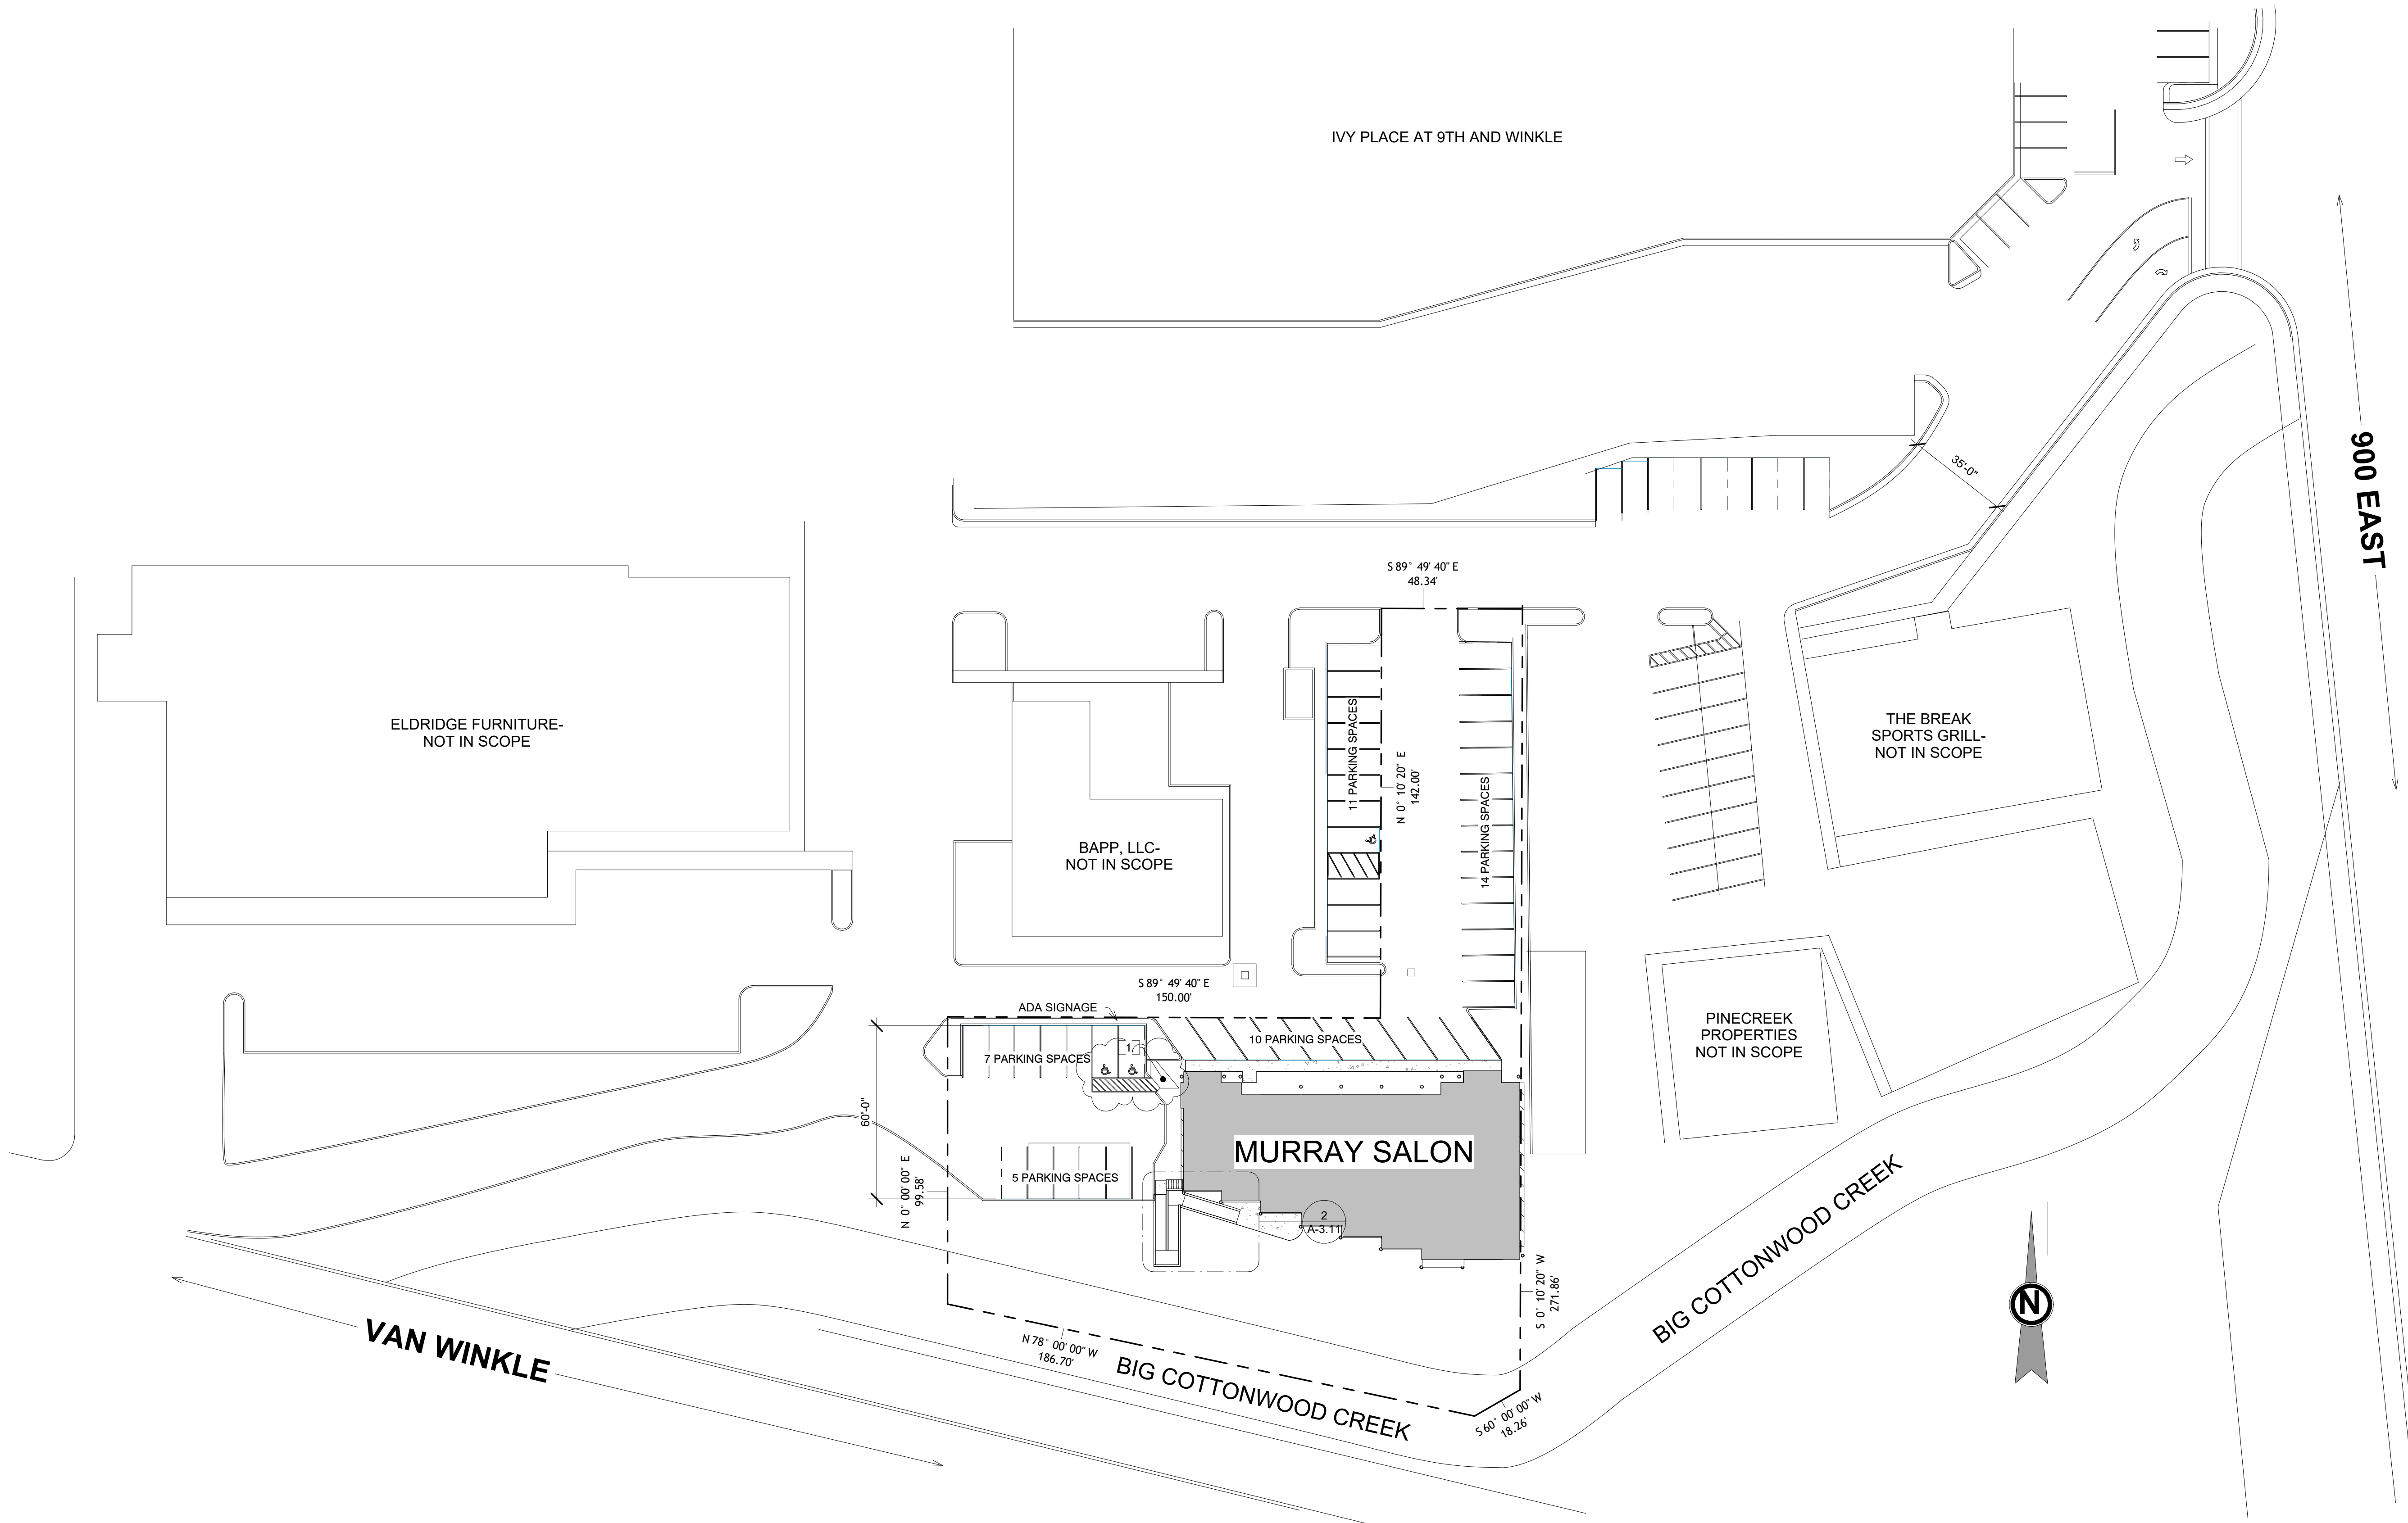 IVY PLACE AT 9TH AND WINKLE
900 EAST
35'-0"
S 89° 49' 40" E
48.34'
ELDRIDGE FURNITURE-
NOT IN SCOPE
BAPP, LLC-
NOT IN SCOPE
11 PARKING SPACES
N 0° 10' 20" E
142.00'
14 PARKING SPACES
THE BREAK
SPORTS GRILL-
NOT IN SCOPE
S 89° 49' 40" E
150.00'
ADA SIGNAGE
7 PARKING SPACES
1
10 PARKING SPACES
PINECREEK
PROPERTIES
NOT IN SCOPE
60'-0"
MURRAY SALON
5 PARKING SPACES
N 0° 00' 00" E
99.58'
2
A-3.11
S 0° 10' 20" W
271.86'
BIG COTTONWOOD CREEK
N
VAN WINKLE
N 78° 00' 00" W
186.70'
BIG COTTONWOOD CREEK
S 60° 00' 00" W
18.26'